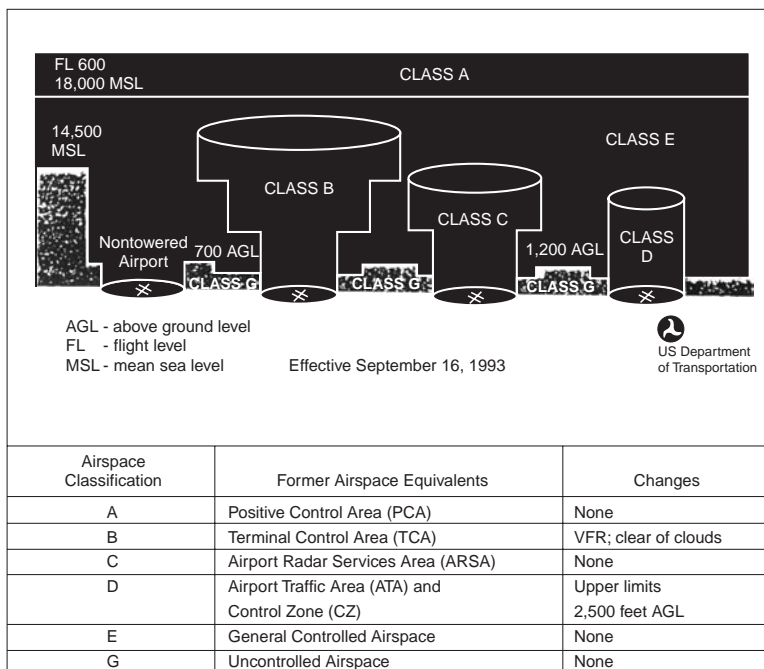 FL 600
18,000 MSL
CLASS A
14,500
MSL
CLASS E
CLASS B
CLASS C
Nontowered
Airport
700 AGL
1,200 AGL
CLASS
D
CLASS G
CLASS G
CLASS G
AGL - above ground level
FL - flight level
MSL - mean sea level
Effective September 16, 1993
US Department
of Transportation
Airspace
Classification
Former Airspace Equivalents
Changes
A Positive Control Area (PCA) None
B Terminal Control Area (TCA) VFR; clear of clouds
C Airport Radar Services Area (ARSA) None
D Airport Traffic Area (ATA) and Upper limits
Control Zone (CZ) 2,500 feet AGL
E General Controlled Airspace None
G Uncontrolled Airspace None